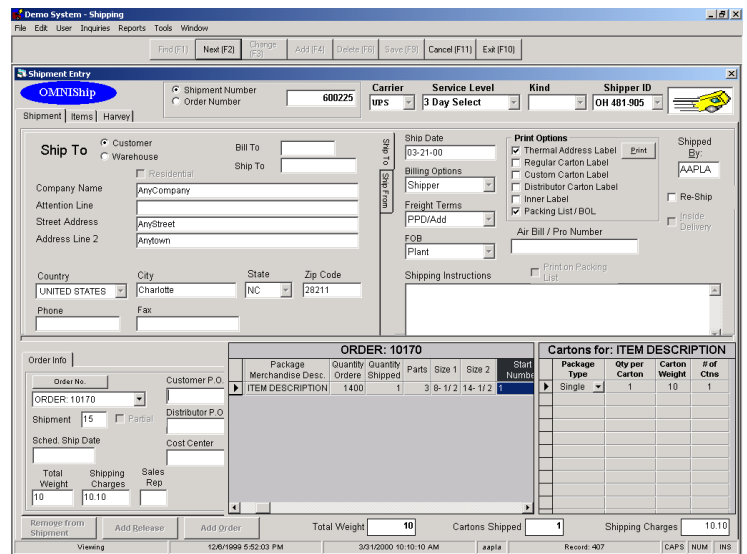 Demo System - Shipping
File Edit User Inquiries Reports Tools Window
Find (F1) Next (F2) Change (F3) Add (F4) Delete (F6) Save (F9) Cancel (F11) Exit (F10)
Shipment Entry
OMNIShip
Shipment Number 600225
Order Number
Carrier Service Level Kind Shipper ID
UPS 3 Day Select OH 481-905
Shipment Items Harvey
Ship To Customer
Warehouse
Residential
Bill To
Ship To
Company Name AnyCompany
Attention Line
Street Address AnyStreet
Address Line 2 Anytown
Country City State Zip Code
UNITED STATES Charlotte NC 28211
Phone Fax
Ship To
Ship From
Ship Date
03-21-00
Billing Options
Shipper
Freight Terms
PPD/Add
FOB
Plant
Shipping Instructions
Print Options
Thermal Address Label Print
Regular Carton Label
Custom Carton Label
Distributor Carton Label
Inner Label
Packing List / BOL
Air Bill / Pro Number
Print on Packing List
Shipped By:
AAPLA
Re-Ship
Inside Delivery
Order Info
Order No. Customer P.O.
ORDER: 10170
Shipment 15 Partial Distributor P.O
Sched. Ship Date Cost Center
Total Weight Shipping Charges Sales Rep
10 10.10
ORDER: 10170
Package Merchandise Desc. Quantity Ordere Quantity Shipped Parts Size 1 Size 2 Start Numbe
ITEM DESCRIPTION 1400 1 3 8- 1/ 2 14- 1/ 2 1
Cartons for: ITEM DESCRIPTION
Package Type Qty per Carton Carton Weight # of Ctns
Single 1 10 1
Remove from Shipment Add Release Add Order Total Weight 10 Cartons Shipped 1 Shipping Charges 10.10
Viewing 12/6/1999 5:52:03 PM 3/31/2000 10:10:10 AM aapla Record: 407 CAPS NUM INS